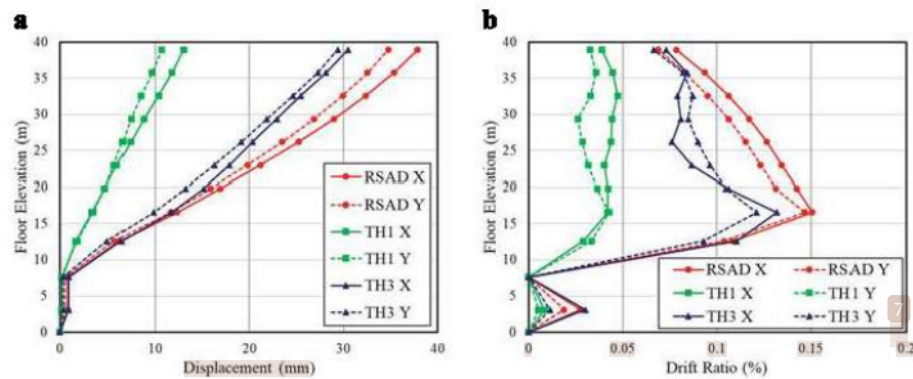 a
40
35
30
25
20
15
10
5
0
Floor Elevation (m)
RSAD X
RSAD Y
TH1 X
TH1 Y
TH3 X
TH3 Y
0 10 20 30 40
Displacement (mm)
b
40
35
30
25
20
15
10
5
0
Floor Elevation (m)
RSAD X RSAD Y
TH1 X TH1 Y
TH3 X TH3 Y
7
0 0.05 0.1 0.15 0.2
Drift Ratio (%)